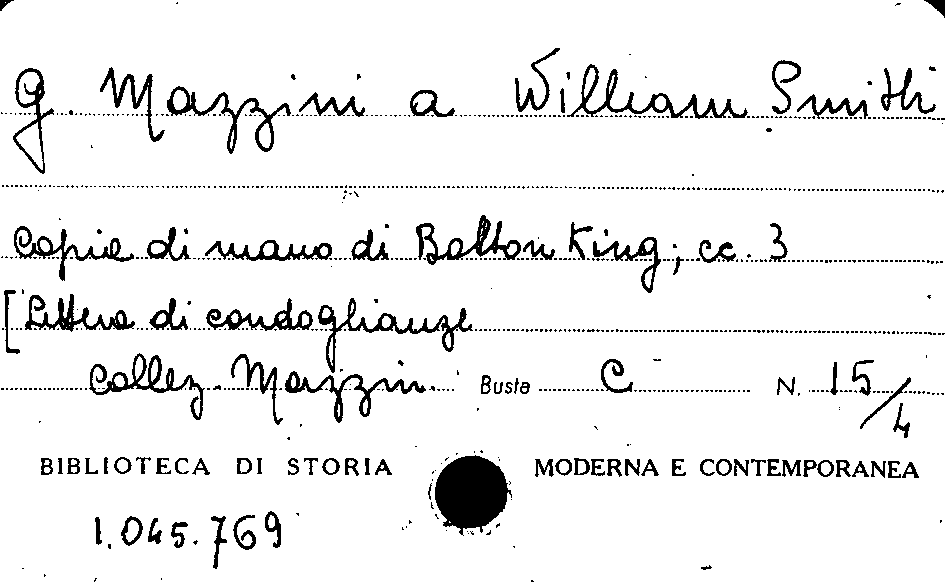 G. Mazzini a William Smith
Copia di mano di Bolton King; cc. 3
[Lettera di condoglianze
Collez. Mazzini. Busta C N. 15/4
BIBLIOTECA DI STORIA MODERNA E CONTEMPORANEA
1.045.769